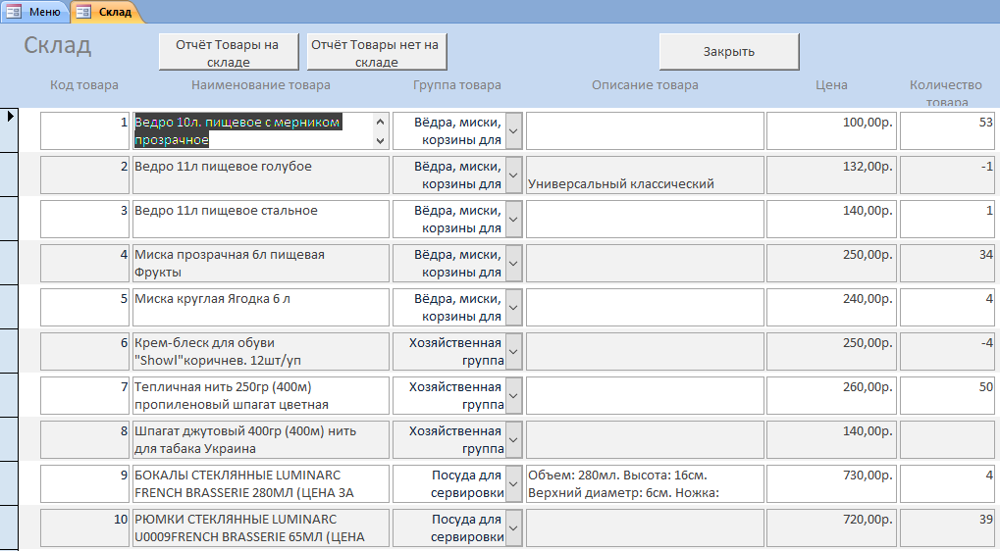 Меню Склад
Склад
Отчёт Товары на
складе
Отчёт Товары нет на
складе
Закрыть
Код товара Наименование товара Группа товара Описание товара Цена Количество
товара
1 Ведро 10л. пищевое с мерником Вёдра, миски, 100,00р. 53
прозрачное корзины для
2 Ведро 11л пищевое голубое Вёдра, миски, 132,00р. -1
корзины для Универсальный классический
3 Ведро 11л пищевое стальное Вёдра, миски, 140,00р. 1
корзины для
4 Миска прозрачная 6л пищевая Вёдра, миски, 250,00р. 34
Фрукты корзины для
5 Миска круглая Ягодка 6 л Вёдра, миски, 240,00р. 4
корзины для
6 Крем-блеск для обуви Хозяйственная 250,00р. -4
"Showl"коричнев. 12шт/уп группа
7 Тепличная нить 250гр (400м) Хозяйственная 260,00р. 50
пропиленовый шпагат цветная группа
8 Шпагат джутовый 400гр (400м) нить Хозяйственная 140,00р.
для табака Украина группа
9 БОКАЛЫ СТЕКЛЯННЫЕ LUMINARC Посуда для Объем: 280мл. Высота: 16см. 730,00р. 4
FRENCH BRASSERIE 280МЛ (ЦЕНА ЗА сервировки Верхний диаметр: 6см. Ножка:
10 РЮМКИ СТЕКЛЯННЫЕ LUMINARC Посуда для 720,00р. 39
U0009FRENCH BRASSERIE 65МЛ (ЦЕНА сервировки